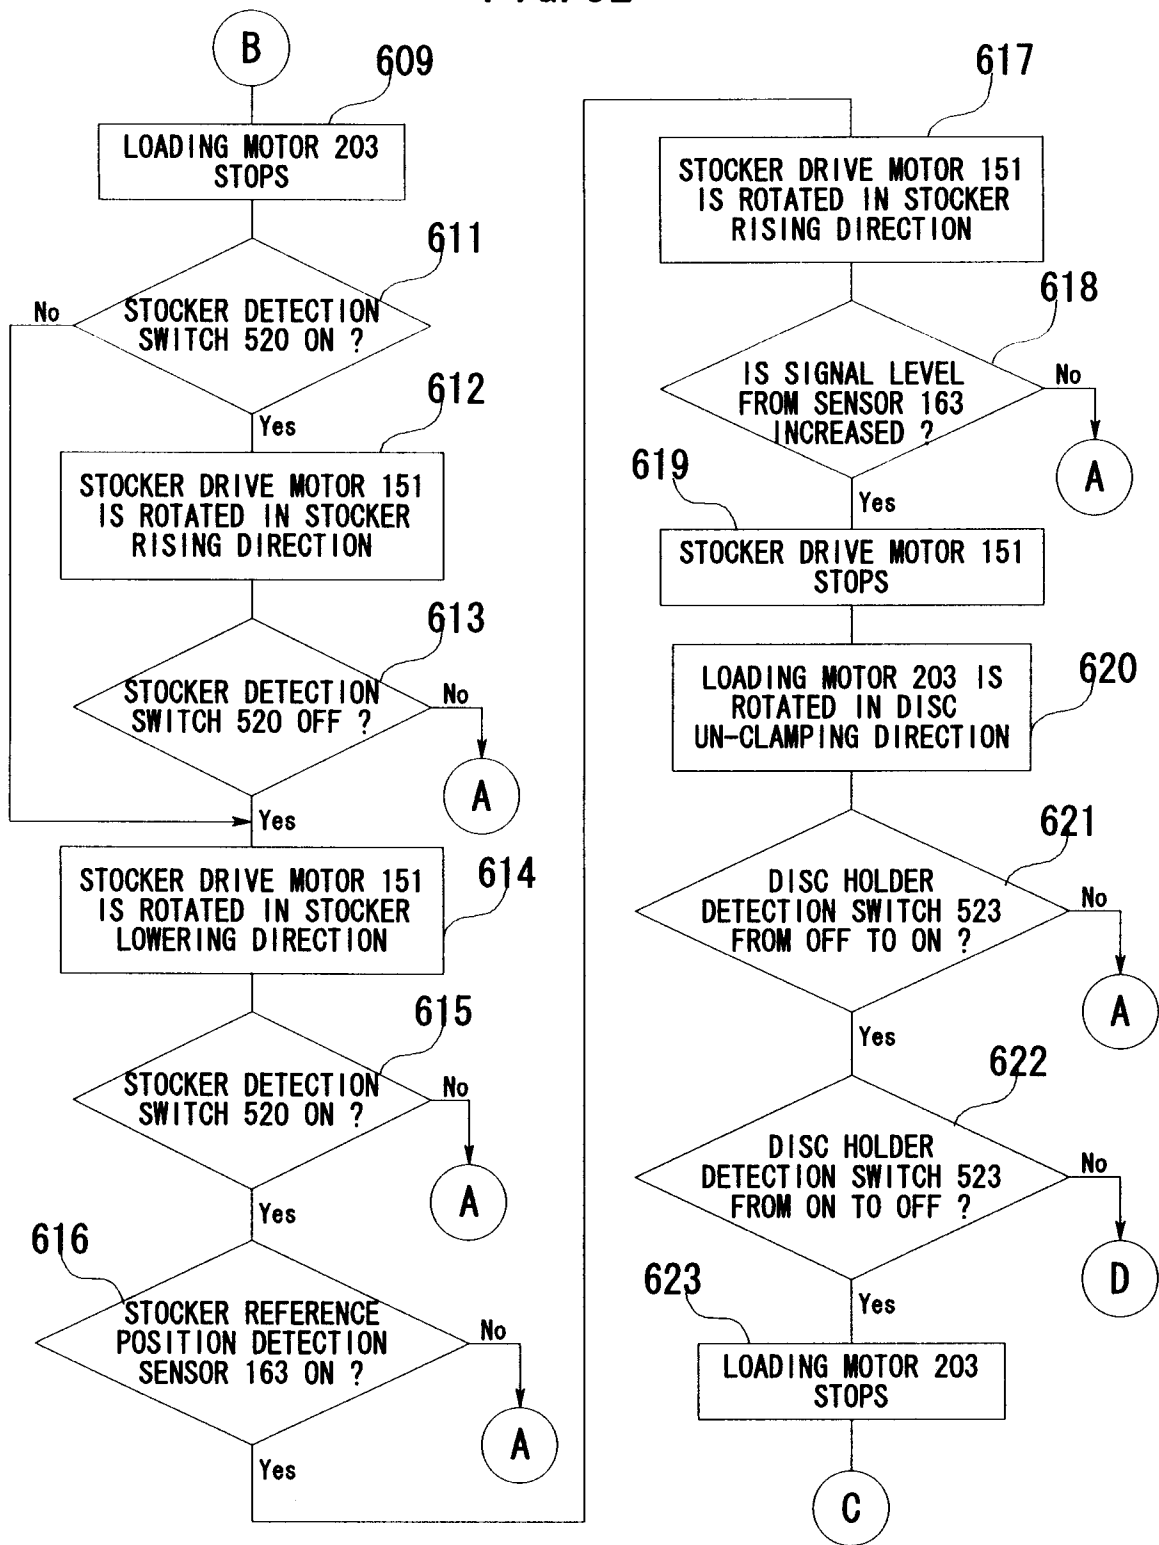 B
609
LOADING MOTOR 203
STOPS
611
STOCKER DETECTION
SWITCH 520 ON ?
No
Yes
612
STOCKER DRIVE MOTOR 151
IS ROTATED IN STOCKER
RISING DIRECTION
613
STOCKER DETECTION
SWITCH 520 OFF ?
No
A
Yes
614
STOCKER DRIVE MOTOR 151
IS ROTATED IN STOCKER
LOWERING DIRECTION
615
STOCKER DETECTION
SWITCH 520 ON ?
No
A
Yes
616
STOCKER REFERENCE
POSITION DETECTION
SENSOR 163 ON ?
No
A
Yes
617
STOCKER DRIVE MOTOR 151
IS ROTATED IN STOCKER
RISING DIRECTION
618
IS SIGNAL LEVEL
FROM SENSOR 163
INCREASED ?
No
A
Yes
619
STOCKER DRIVE MOTOR 151
STOPS
620
LOADING MOTOR 203 IS
ROTATED IN DISC
UN-CLAMPING DIRECTION
621
DISC HOLDER
DETECTION SWITCH 523
FROM OFF TO ON ?
No
A
Yes
622
DISC HOLDER
DETECTION SWITCH 523
FROM ON TO OFF ?
No
D
Yes
623
LOADING MOTOR 203
STOPS
C